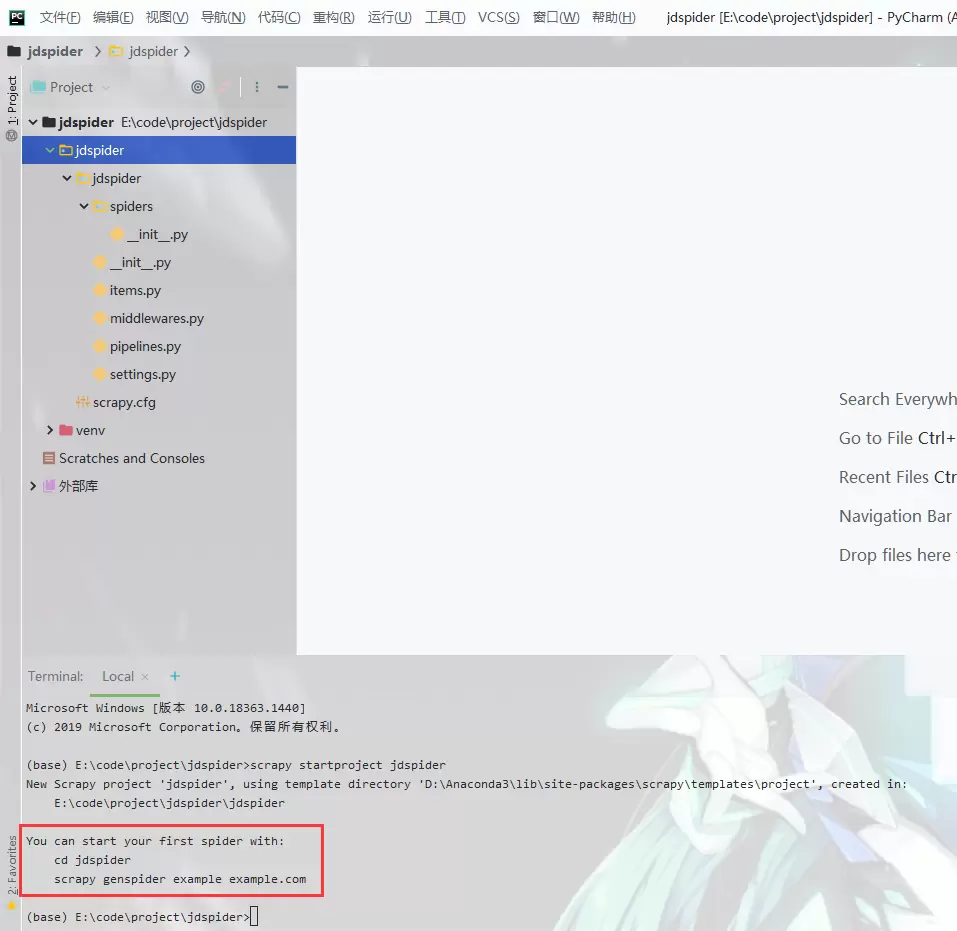 PC 文件(F) 编辑(E) 视图(V) 导航(N) 代码(C) 重构(R) 运行(U) 工具(T) VCS(S) 窗口(W) 帮助(H) jdspider [E:\code\project\jdspider] - PyCharm (A
jdspider jdspider
1: Project
Project
jdspider E:\code\project\jdspider
jdspider
jdspider
spiders
__init__.py
__init__.py
items.py
middlewares.py
pipelines.py
settings.py
scrapy.cfg
venv
Scratches and Consoles
外部库
Search Everywh
Go to File Ctrl+
Recent Files Ctr
Navigation Bar
Drop files here
Terminal: Local × +
Microsoft Windows [版本 10.0.18363.1440]
(c) 2019 Microsoft Corporation。保留所有权利。
(base) E:\code\project\jdspider>scrapy startproject jdspider
New Scrapy project 'jdspider', using template directory 'D:\Anaconda3\lib\site-packages\scrapy\templates\project', created in:
E:\code\project\jdspider\jdspider
You can start your first spider with:
cd jdspider
scrapy genspider example example.com
2: Favorites
(base) E:\code\project\jdspider>